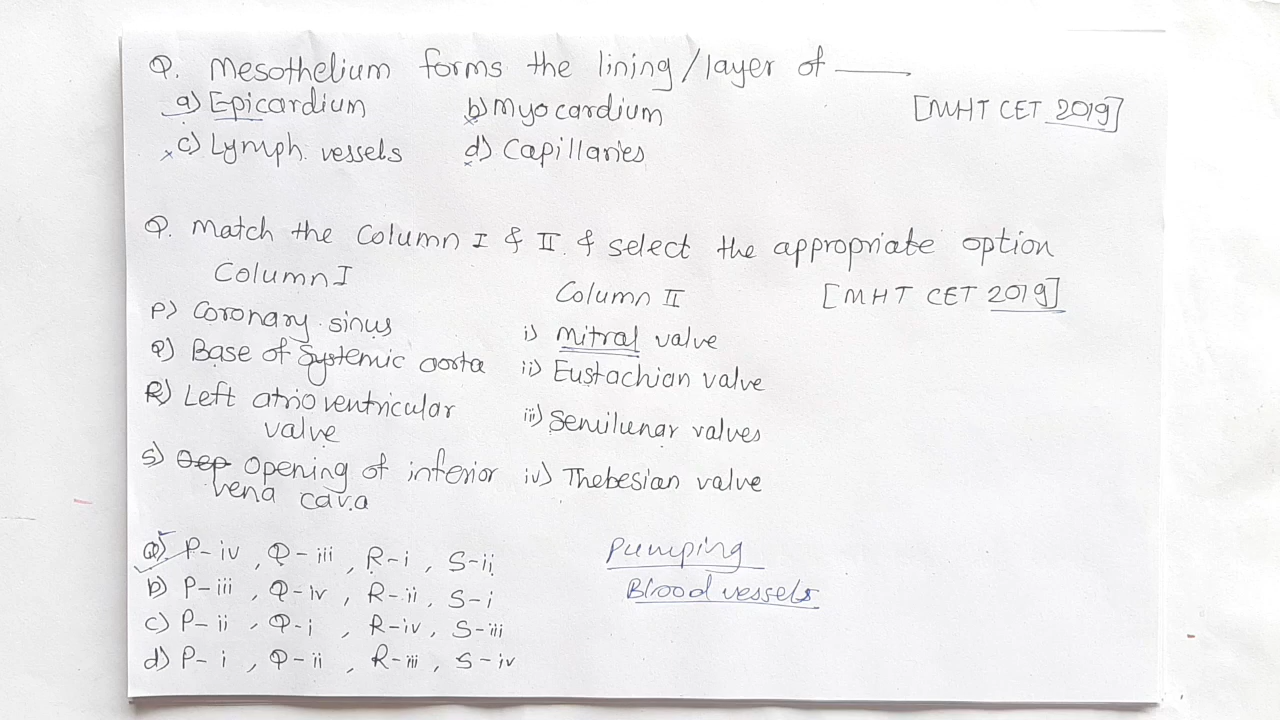 Q. Mesothelium forms the lining/layer of ____
a) Epicardium b) Myocardium [MHT CET 2019]
c) Lymph. vessels d) Capillaries
Q. Match the Column I & II. & select the appropriate option
Column I Column II [MHT CET 2019]
P) Coronary sinus i) Mitral valve
Q) Base of Systemic aorta ii) Eustachian valve
R) Left atrioventricular iii) Semilunar valves
valve
S) Opening of inferior iv) Thebesian valve
vena cava
a) P-iv, Q-iii, R-i, S-ii
b) P-iii, Q-iv, R-ii, S-i
c) P-ii, Q-i, R-iv, S-iii
d) P-i, Q-ii, R-iii, S-iv
Pumping
Blood vessels